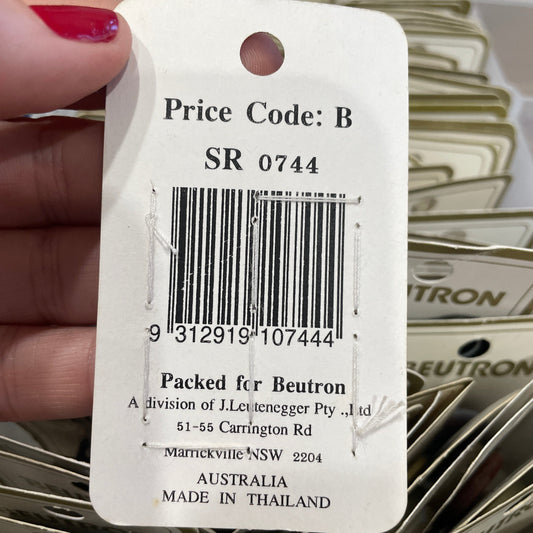 Price Code: B
SR 0744
9 312919 107444
Packed for Beutron
A division of J.Leutenegger Pty .,Ltd
51-55 Carrington Rd
Marrickville NSW 2204
AUSTRALIA
MADE IN THAILAND
UTRON
BEUTRON